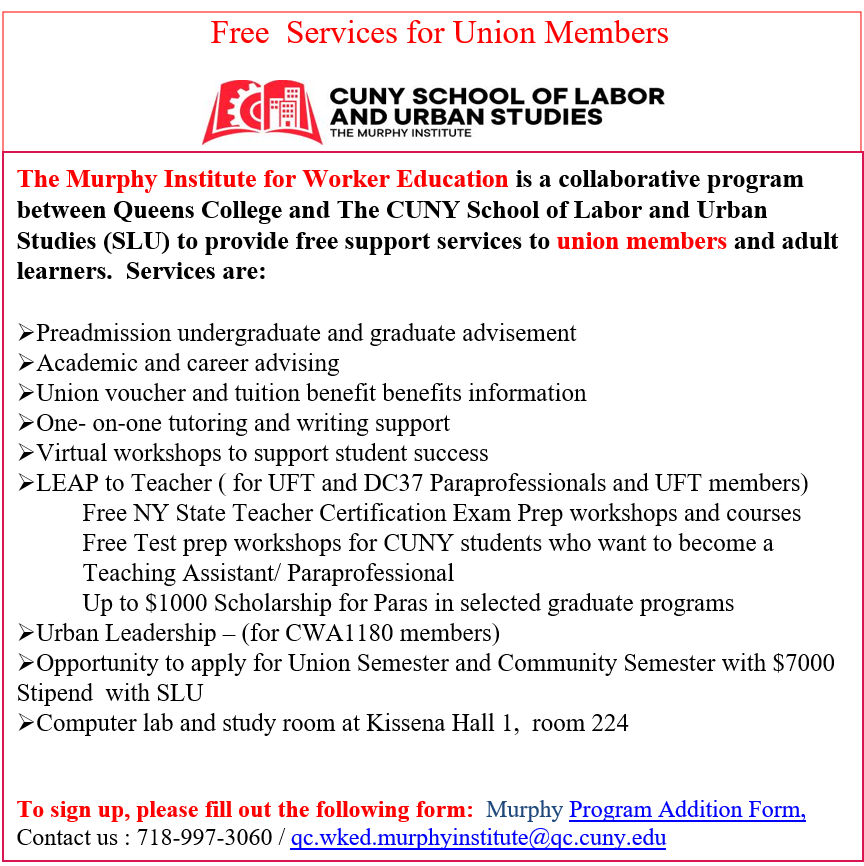 Free  Services for Union Members
CUNY SCHOOL OF LABOR
AND URBAN STUDIES
THE MURPHY INSTITUTE
The Murphy Institute for Worker Education is a collaborative program
between Queens College and The CUNY School of Labor and Urban
Studies (SLU) to provide free support services to union members and adult
learners.  Services are:
➢Preadmission undergraduate and graduate advisement
➢Academic and career advising
➢Union voucher and tuition benefit benefits information
➢One- on-one tutoring and writing support
➢Virtual workshops to support student success
➢LEAP to Teacher ( for UFT and DC37 Paraprofessionals and UFT members)
Free NY State Teacher Certification Exam Prep workshops and courses
Free Test prep workshops for CUNY students who want to become a
Teaching Assistant/ Paraprofessional
Up to $1000 Scholarship for Paras in selected graduate programs
➢Urban Leadership – (for CWA1180 members)
➢Opportunity to apply for Union Semester and Community Semester with $7000
Stipend  with SLU
➢Computer lab and study room at Kissena Hall 1,  room 224
To sign up, please fill out the following form:  Murphy Program Addition Form,
Contact us : 718-997-3060 / qc.wked.murphyinstitute@qc.cuny.edu